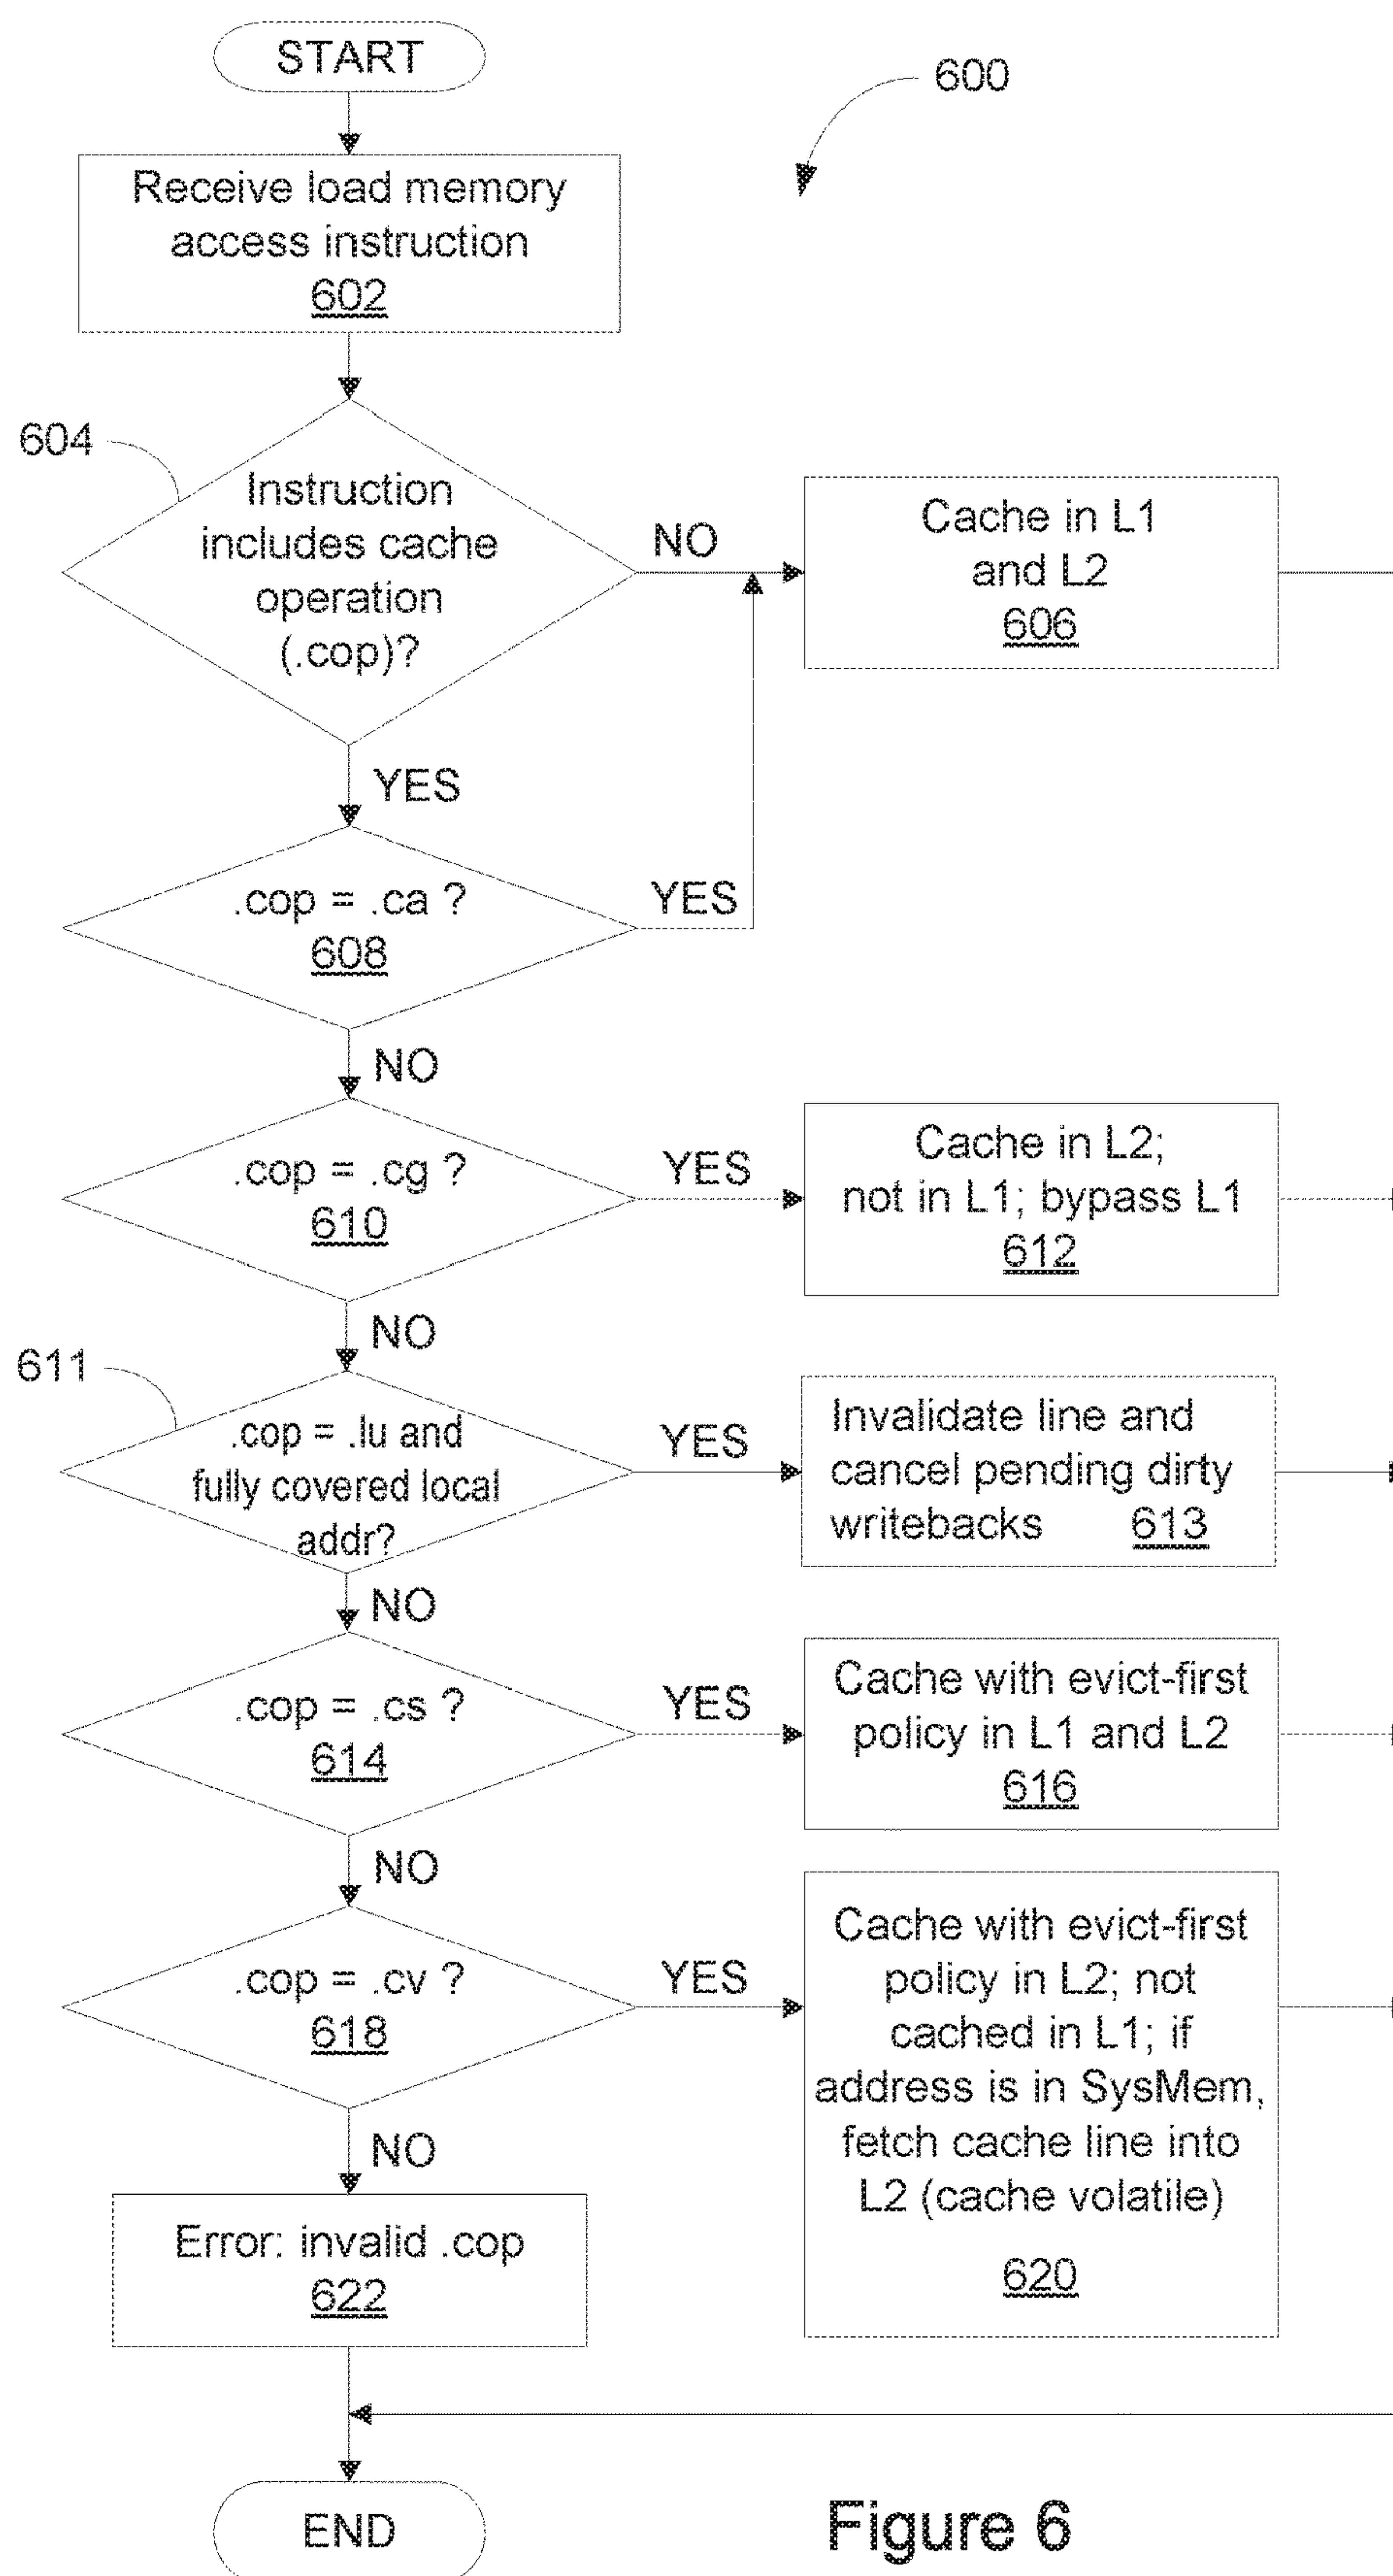 START
600
Receive load memory
access instruction
602
604
Instruction
includes cache
operation
(.cop)?
NO
Cache in L1
and L2
606
YES
.cop = .ca ?
608
YES
NO
.cop = .cg ?
610
YES
Cache in L2;
not in L1; bypass L1
612
NO
611
.cop = .lu and
fully covered local
addr?
YES
Invalidate line and
cancel pending dirty
writebacks 613
NO
.cop = .cs ?
614
YES
Cache with evict-first
policy in L1 and L2
616
NO
.cop = .cv ?
618
YES
Cache with evict-first
policy in L2; not
cached in L1; if
address is in SysMem,
fetch cache line into
L2 (cache volatile)
620
NO
Error: invalid .cop
622
END
Figure 6